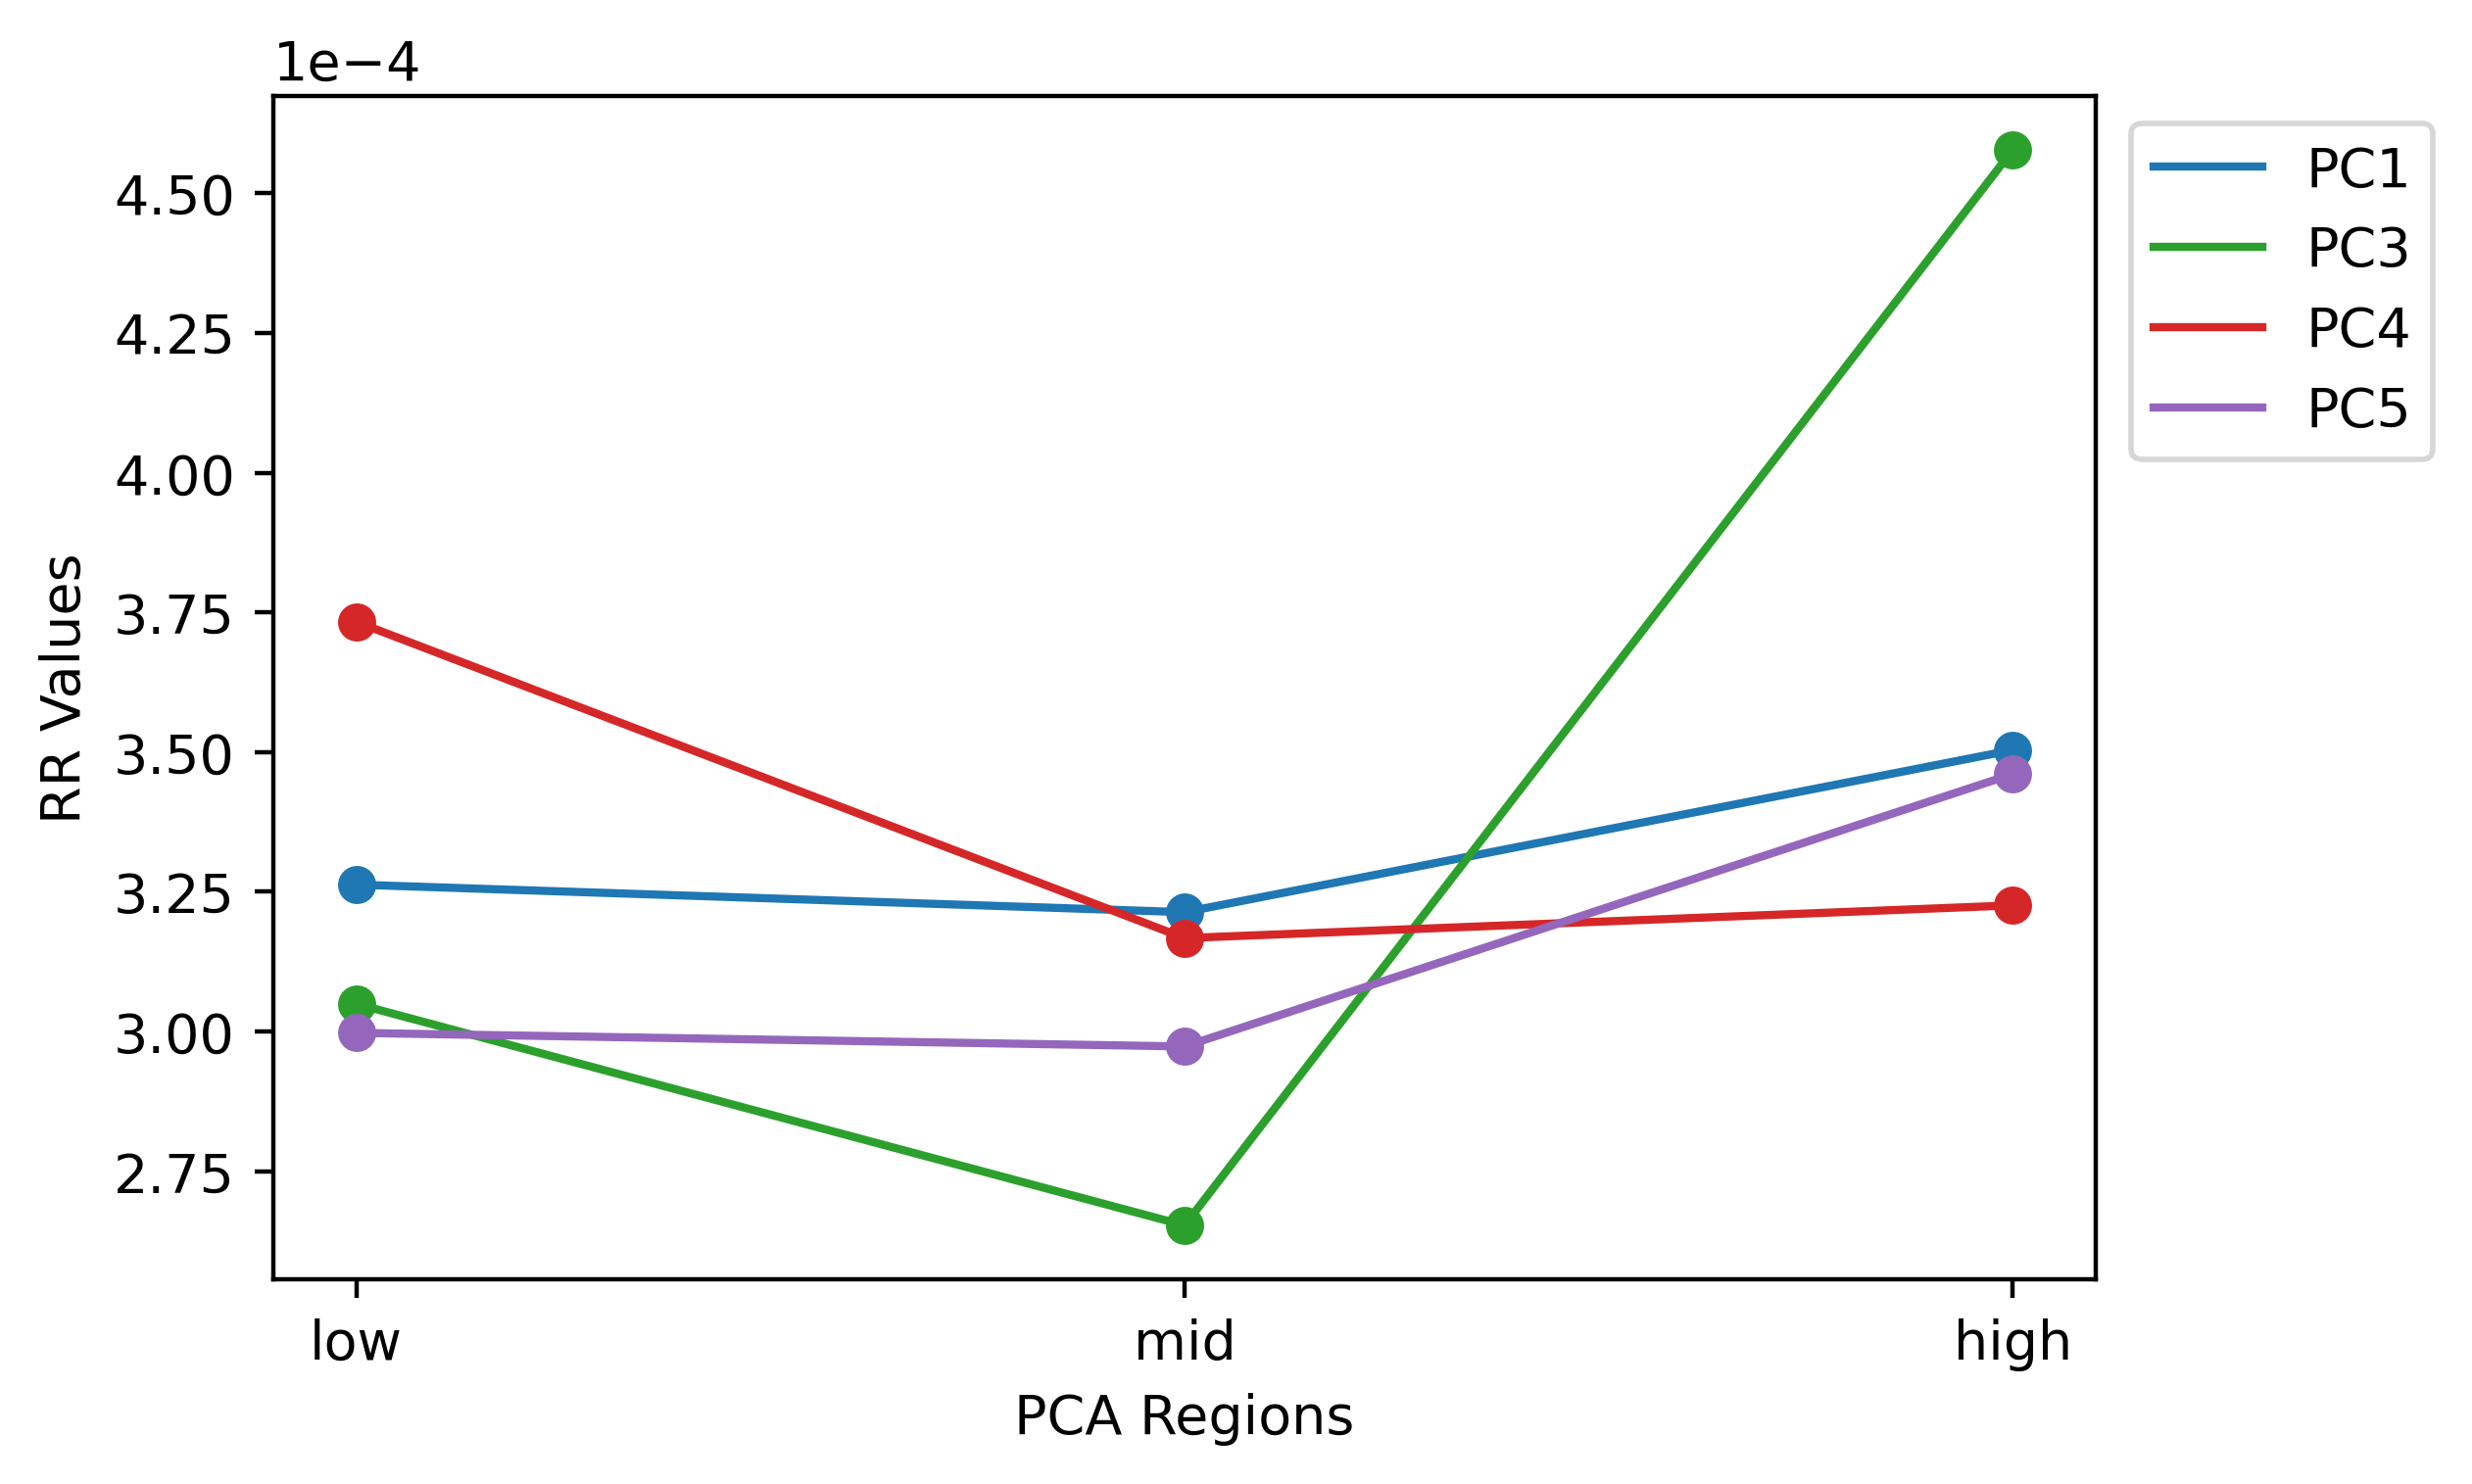 1e−4
4.50
4.25
4.00
3.75
3.50
3.25
3.00
2.75
RR Values
low
mid
high
PCA Regions
PC1
PC3
PC4
PC5